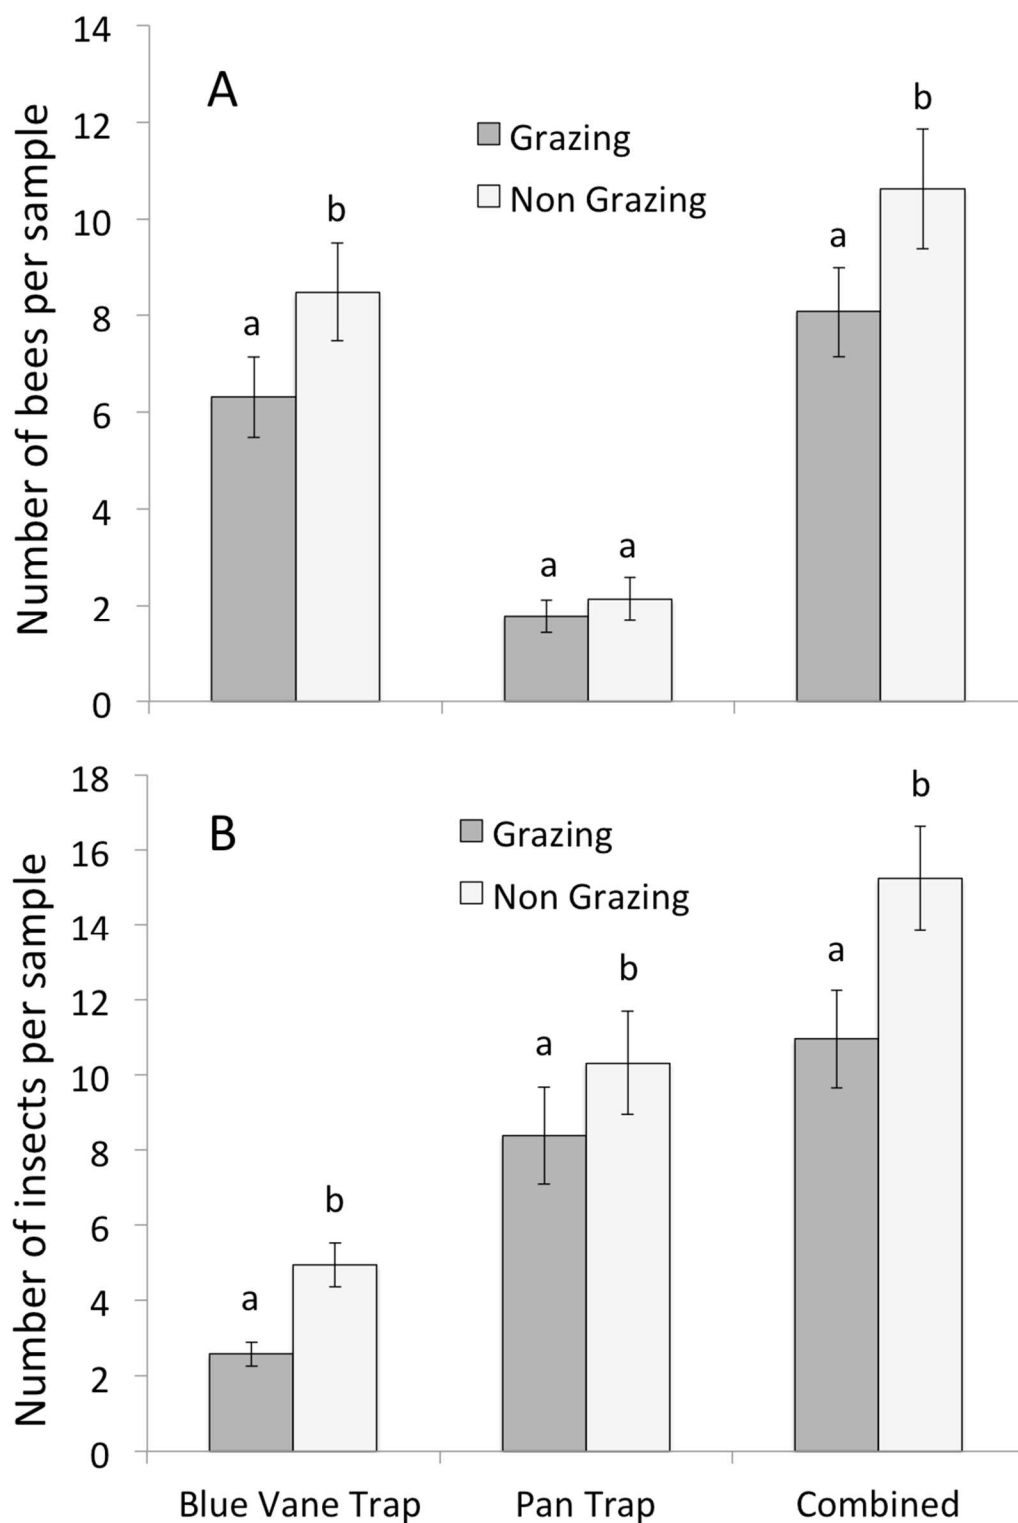 Number of bees per sample
14
12
10
8
6
4
2
0
A
Grazing
Non Grazing
a
b
a
a
a
b
Number of insects per sample
18
16
14
12
10
8
6
4
2
0
B
Grazing
Non Grazing
a
b
a
b
a
b
Blue Vane Trap Pan Trap Combined